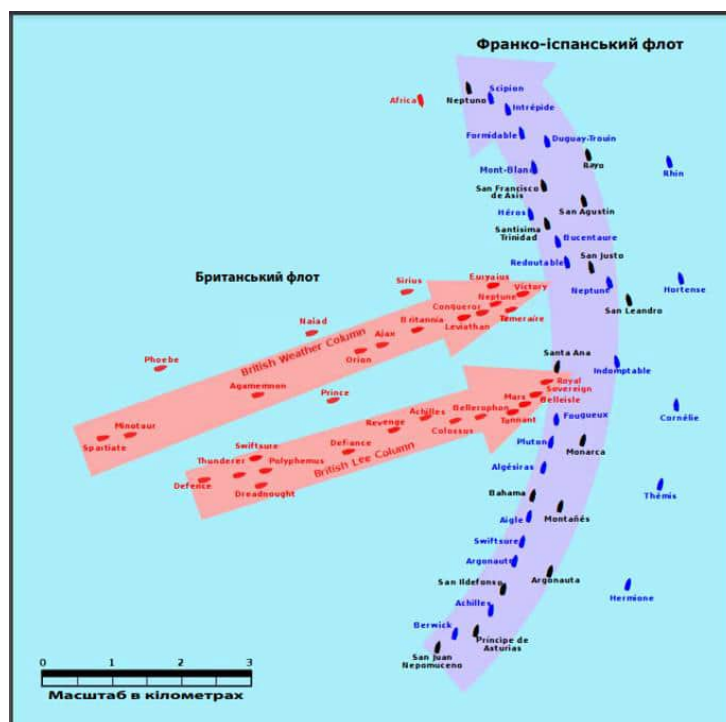 Франко-іспанський флот
Scipion
Africa
Neptuno
Intrépide
Formidable
Duguay-Trouin
Rayo
Rhin
Mont-Blanc
San Francisco
de Asis
San Agustin
Héros
Santisima
Trinidad
Bucentaure
Redoutable
San Justo
Британський флот
Sirius
Euryalus
Victory
Neptune
Neptune
Hortense
San Leandro
Conqueror
Leviathan
Temeraire
Britannia
Naiad
Ajax
Orion
British Weather Column
Phoebe
Agamemnon
Prince
Minotaur
Spartiate
Santa Ana
Indomptable
Royal
Sovereign
Mars
Belleisle
Tonnant
Bellerophon
Achilles
Colossus
Revenge
Fougueux
Cornélie
Defiance
British Lee Column
Swiftsure
Thunderer
Polyphemus
Defence
Dreadnought
Pluton
Monarca
Algésiras
Thémis
Bahama
Aigle
Montañés
Swiftsure
Argonaute
San Ildefonso
Argonauta
Hermione
Achilles
Berwick
Príncipe de
Asturias
San Juan
Nepomuceno
0 1 2 3
Масштаб в кілометрах